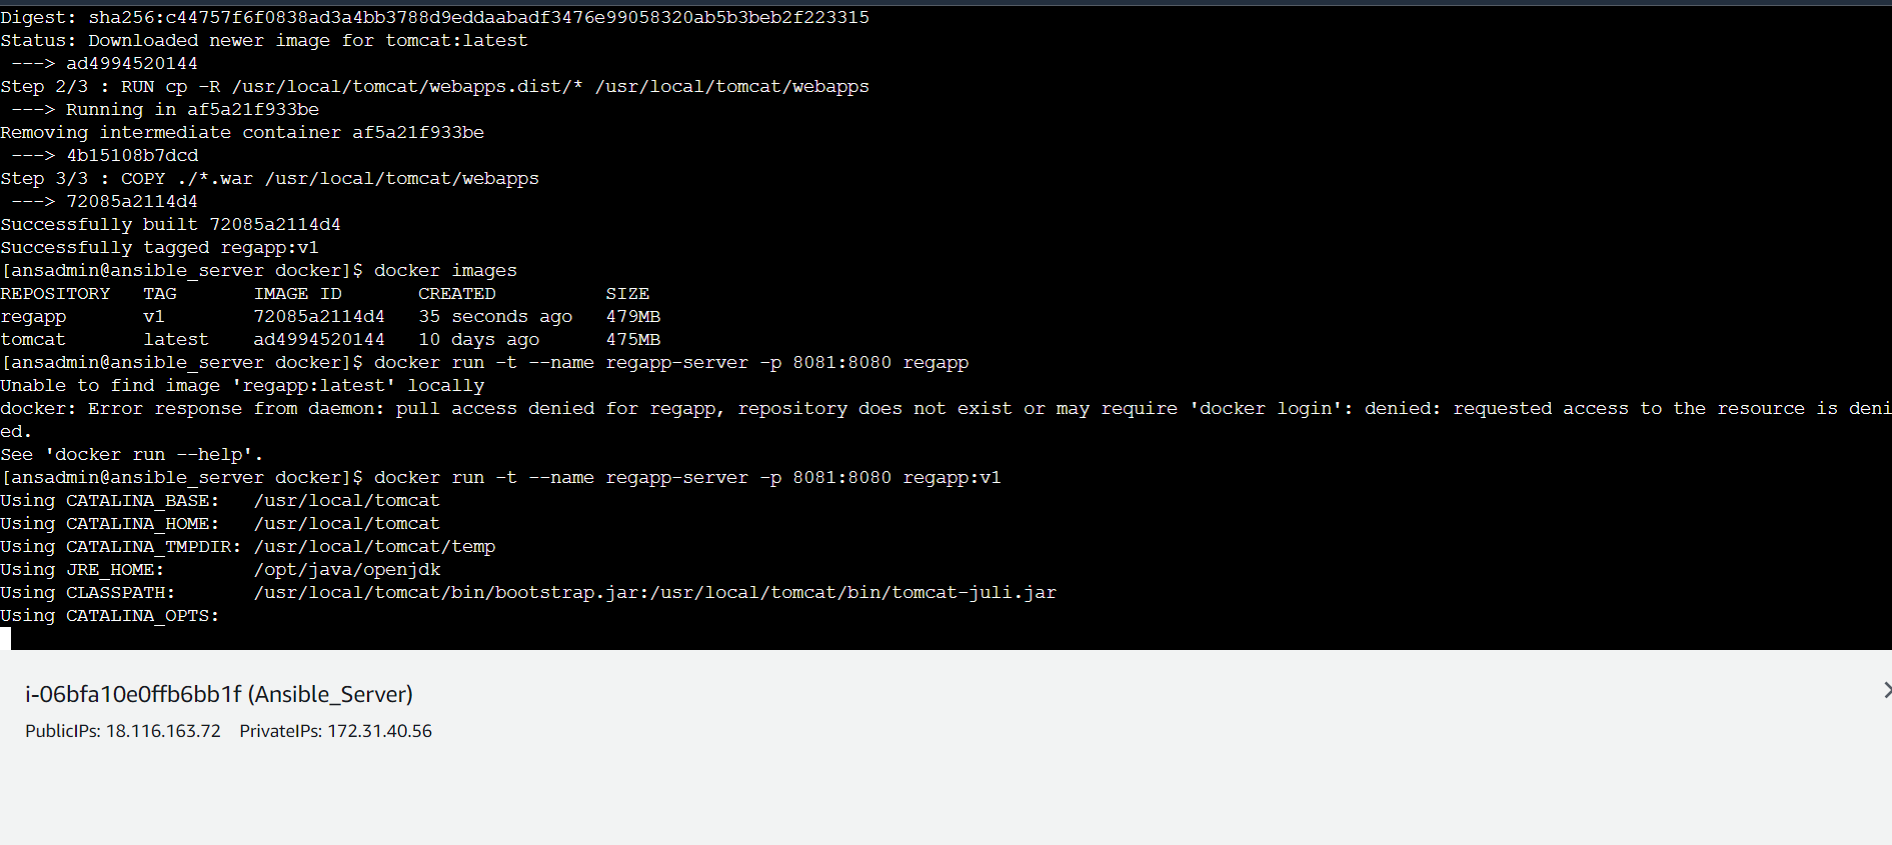 Digest: sha256:c44757f6f0838ad3a4bb3788d9eddaabadf3476e99058320ab5b3beb2f223315
Status: Downloaded newer image for tomcat:latest
 ---> ad4994520144
Step 2/3 : RUN cp -R /usr/local/tomcat/webapps.dist/* /usr/local/tomcat/webapps
 ---> Running in af5a21f933be
Removing intermediate container af5a21f933be
 ---> 4b15108b7dcd
Step 3/3 : COPY ./*.war /usr/local/tomcat/webapps
 ---> 72085a2114d4
Successfully built 72085a2114d4
Successfully tagged regapp:v1
[ansadmin@ansible_server docker]$ docker images
REPOSITORY   TAG       IMAGE ID       CREATED          SIZE
regapp       v1        72085a2114d4   35 seconds ago   479MB
tomcat       latest    ad4994520144   10 days ago      475MB
[ansadmin@ansible_server docker]$ docker run -t --name regapp-server -p 8081:8080 regapp
Unable to find image 'regapp:latest' locally
docker: Error response from daemon: pull access denied for regapp, repository does not exist or may require 'docker login': denied: requested access to the resource is deni
ed.
See 'docker run --help'.
[ansadmin@ansible_server docker]$ docker run -t --name regapp-server -p 8081:8080 regapp:v1
Using CATALINA_BASE:   /usr/local/tomcat
Using CATALINA_HOME:   /usr/local/tomcat
Using CATALINA_TMPDIR: /usr/local/tomcat/temp
Using JRE_HOME:        /opt/java/openjdk
Using CLASSPATH:       /usr/local/tomcat/bin/bootstrap.jar:/usr/local/tomcat/bin/tomcat-juli.jar
Using CATALINA_OPTS:
i-06bfa10e0ffb6bb1f (Ansible_Server)
PublicIPs: 18.116.163.72   PrivateIPs: 172.31.40.56